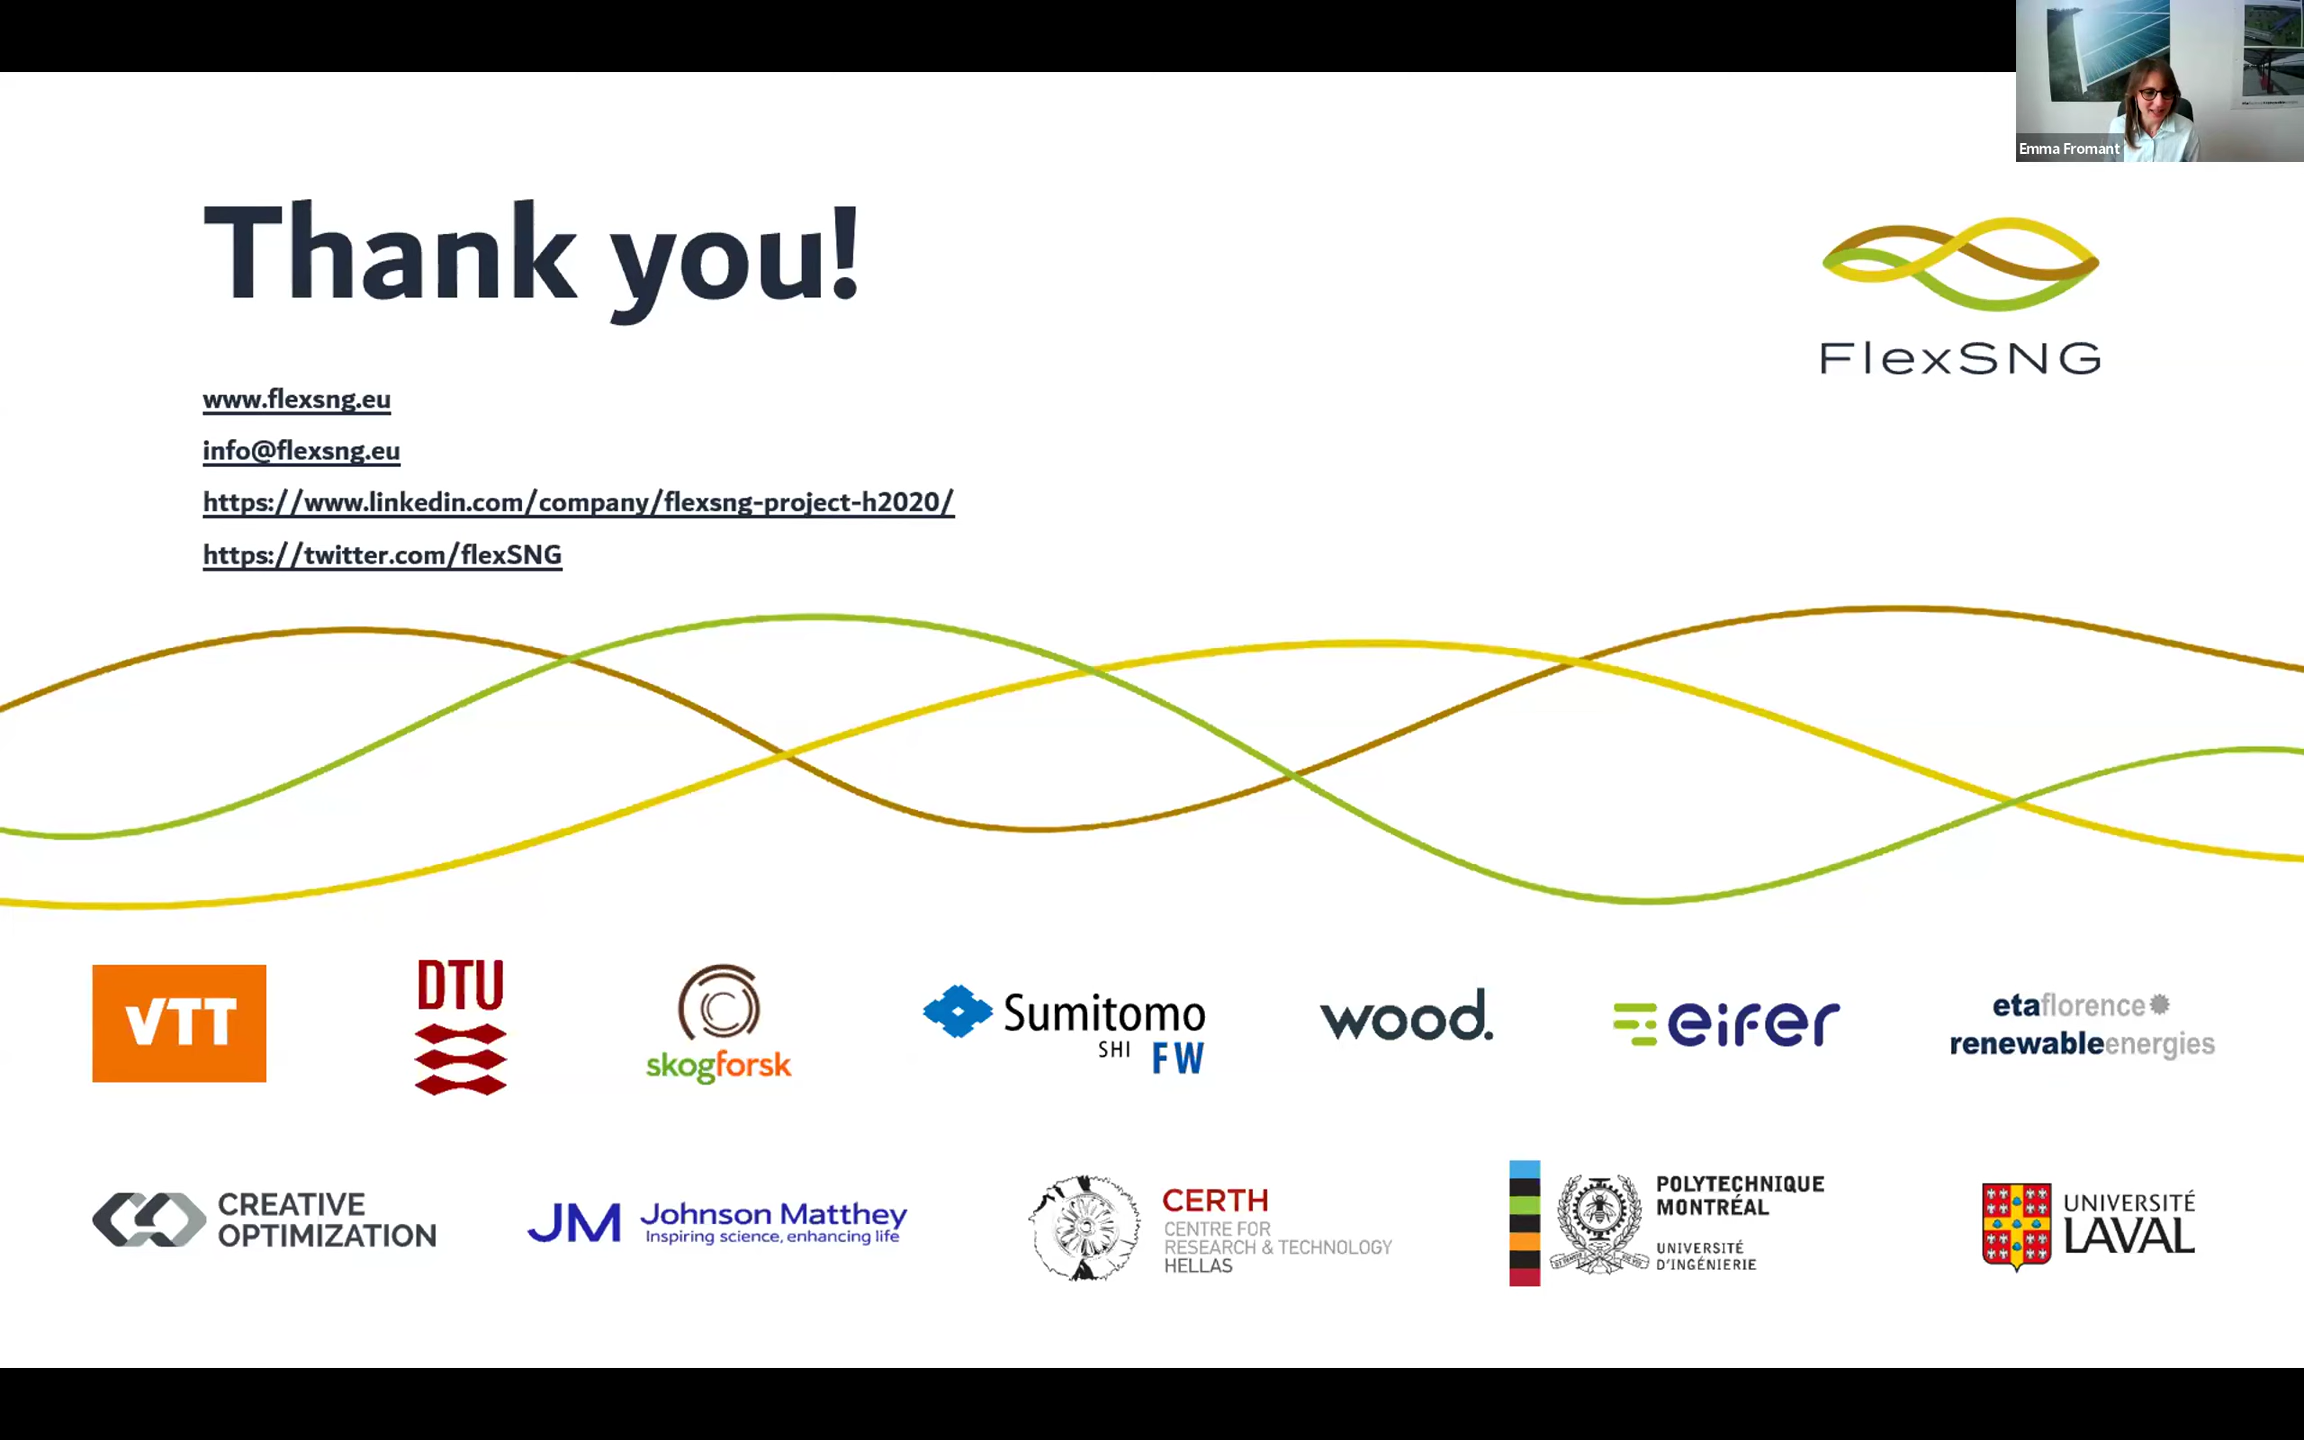 Emma Fromant
Thank you!
FlexSNG
www.flexsng.eu
info@flexsng.eu
https://www.linkedin.com/company/flexsng-project-h2020/
https://twitter.com/flexSNG
VTT
DTU
skogforsk
Sumitomo
SHI FW
wood.
eifer
etaflorence
renewableenergies
CREATIVE
OPTIMIZATION
JM Johnson Matthey
Inspiring science, enhancing life
CERTH
CENTRE FOR
RESEARCH & TECHNOLOGY
HELLAS
POLYTECHNIQUE
MONTRÉAL
UNIVERSITÉ
D'INGÉNIERIE
UNIVERSITÉ
LAVAL